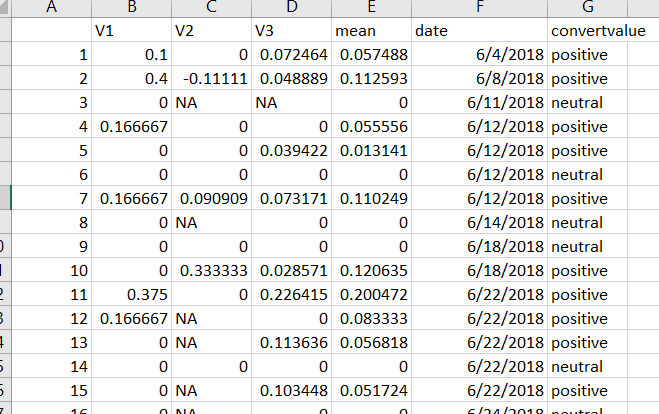 A B C D E F G
V1 V2 V3 mean date convertvalue
1 0.1 0 0.072464 0.057488 6/4/2018 positive
2 0.4 -0.11111 0.048889 0.112593 6/8/2018 positive
3 0 NA NA 0 6/11/2018 neutral
4 0.166667 0 0 0.055556 6/12/2018 positive
5 0 0 0.039422 0.013141 6/12/2018 positive
6 0 0 0 0 6/12/2018 neutral
7 0.166667 0.090909 0.073171 0.110249 6/12/2018 positive
8 0 NA 0 0 6/14/2018 neutral
9 0 0 0 0 6/18/2018 neutral
10 0 0.333333 0.028571 0.120635 6/18/2018 positive
11 0.375 0 0.226415 0.200472 6/22/2018 positive
12 0.166667 NA 0 0.083333 6/22/2018 positive
13 0 NA 0.113636 0.056818 6/22/2018 positive
14 0 0 0 0 6/22/2018 neutral
15 0 NA 0.103448 0.051724 6/22/2018 positive
16 0 NA 0 0 6/24/2018 neutral